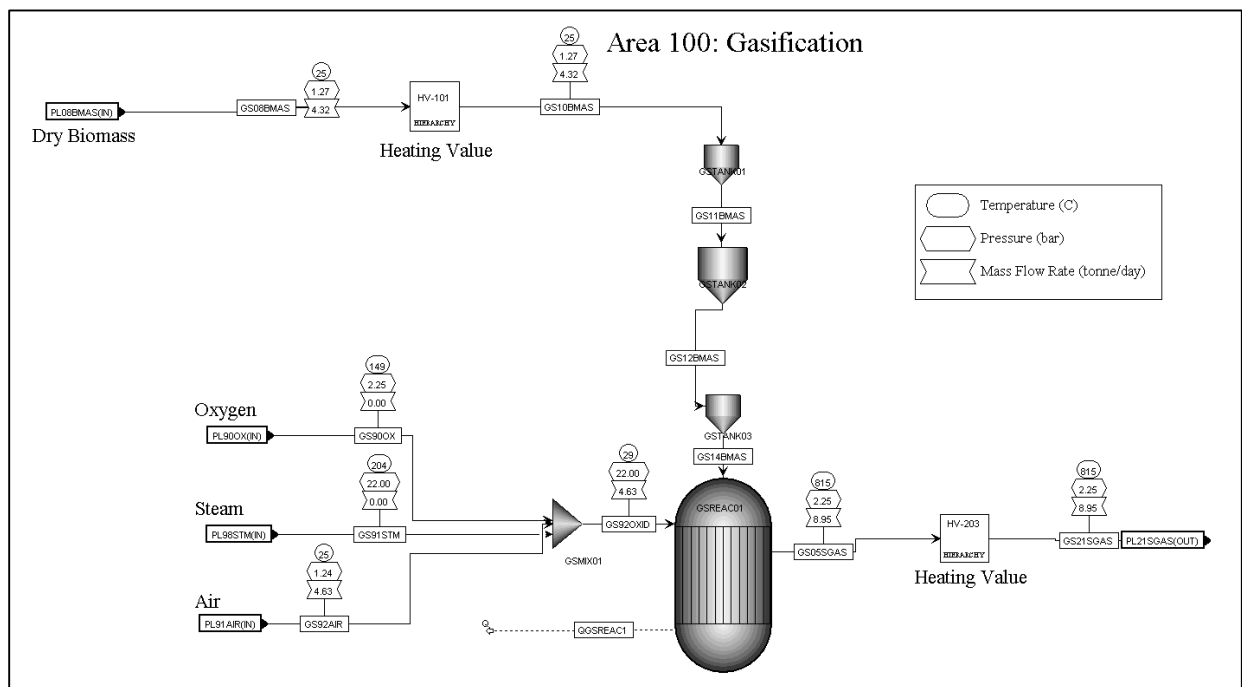 Area 100: Gasification
25
1.27
4.32
GS08BMAS
PL08BMAS(IN)
Dry Biomass
HV-101
HIERARCHY
Heating Value
25
1.27
4.32
GS10BMAS
GSTANK01
GS11BMAS
GSTANK02
GS12BMAS
GSTANK03
GS14BMAS
Temperature (C)
Pressure (bar)
Mass Flow Rate (tonne/day)
Oxygen
PL90OX(IN)
149
2.25
0.00
GS90OX
Steam
PL98STM(IN)
204
22.00
0.00
GS91STM
Air
PL91AIR(IN)
25
1.24
4.63
GS92AIR
GSMIX01
29
22.00
4.63
GS92OXID
GSREAC01
Q
QGSREAC1
815
2.25
8.95
GS05SGAS
HV-203
HIERARCHY
Heating Value
815
2.25
8.95
GS21SGAS
PL21SGAS(OUT)